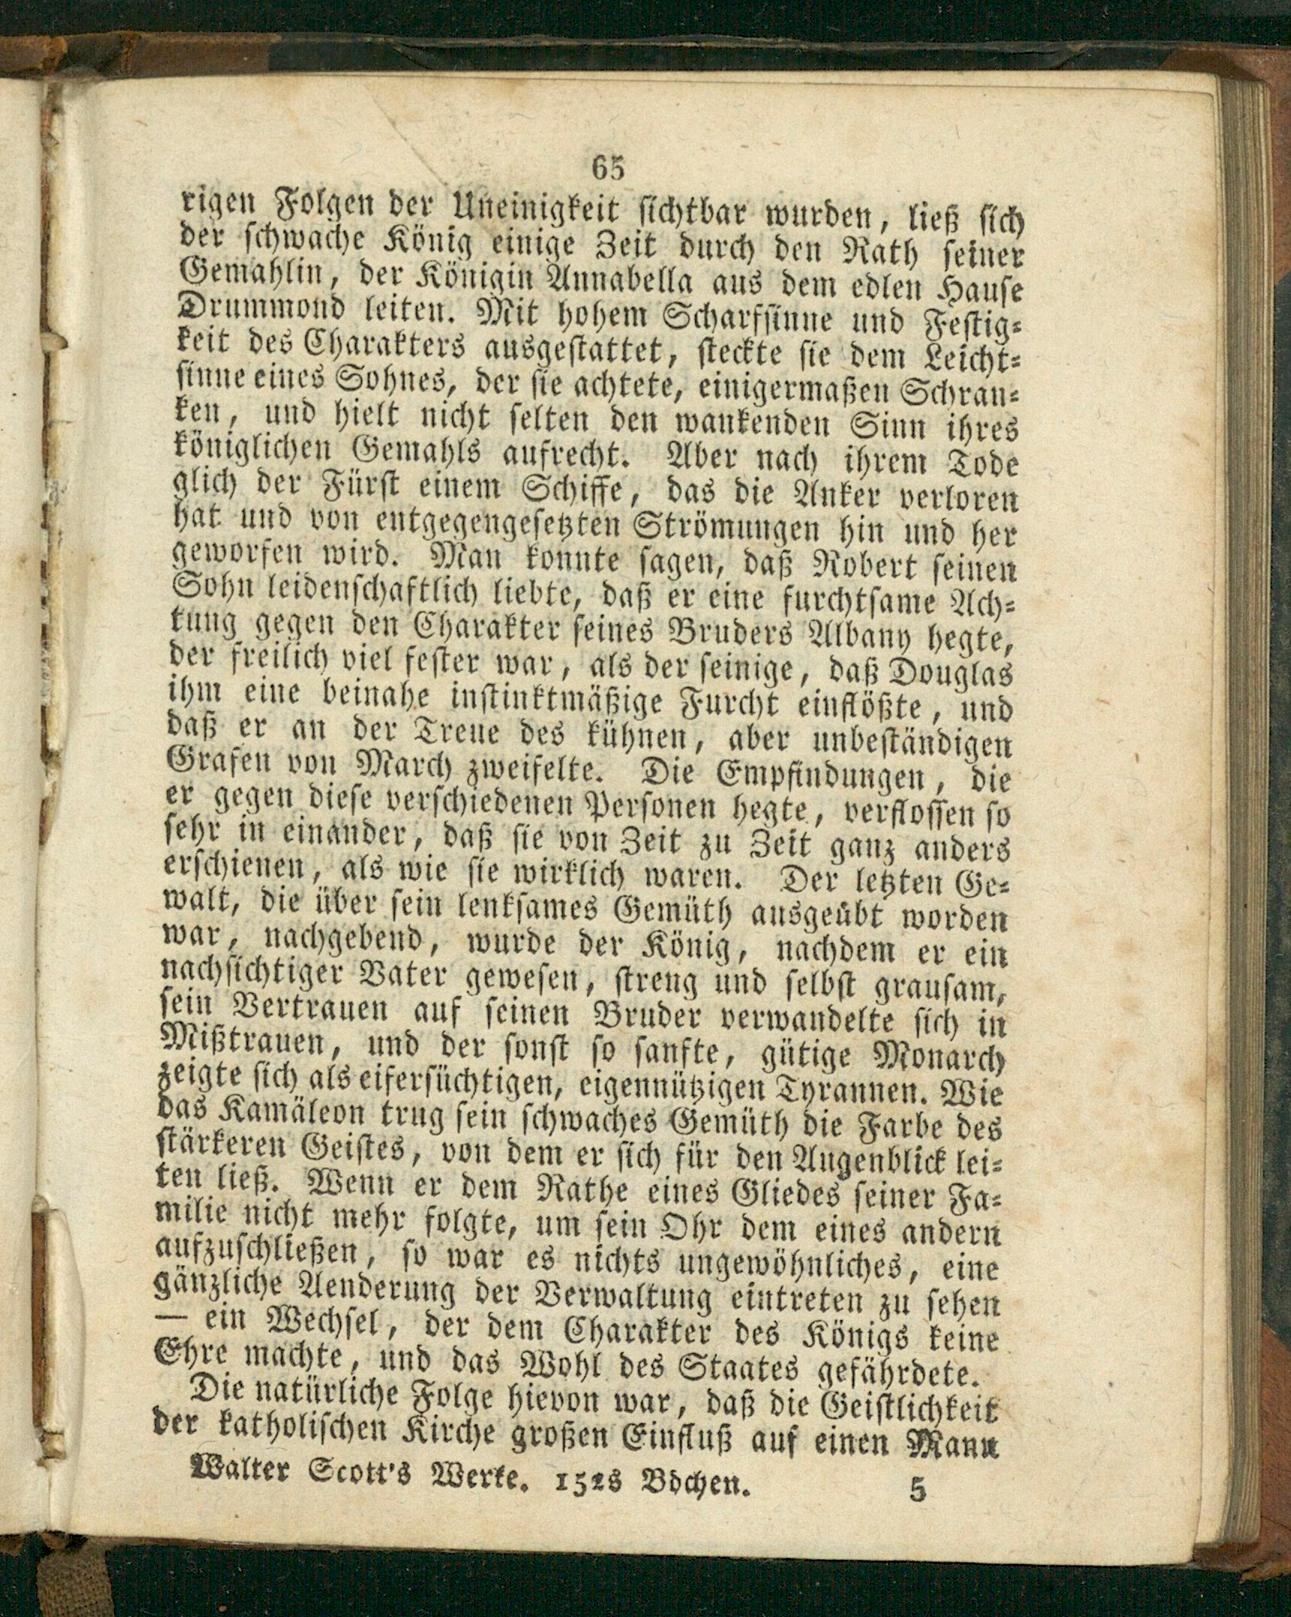 65
rigen Folgen der Uneinigkeit sichtbar wurden, ließ sich
der schwache König einige Zeit durch den Rath seiner
Gemahlin, der Königin Annabella aus dem edlen Hause
Drummond leiten. Mit hohem Scharfsinne und Festig-
keit des Charakters ausgestattet, steckte sie dem Leicht-
sinne eines Sohnes, der sie achtete, einigermaßen Schran-
ken, und hielt nicht selten den wankenden Sinn ihres
königlichen Gemahls aufrecht. Aber nach ihrem Tode
glich der Fürst einem Schiffe, das die Anker verloren
hat und von entgegengesetzten Strömungen hin und her
geworfen wird. Man konnte sagen, daß Robert seinen
Sohn leidenschaftlich liebte, daß er eine furchtsame Ach-
tung gegen den Charakter seines Bruders Albany hegte,
der freilich viel fester war, als der seinige, daß Douglas
ihm eine beinahe instinktmäßige Furcht einflößte, und
daß er an der Treue des kühnen, aber unbeständigen
Grafen von March zweifelte. Die Empfindungen, die
er gegen diese verschiedenen Personen hegte, verflossen so
sehr in einander, daß sie von Zeit zu Zeit ganz anders
erschienen, als wie sie wirklich waren. Der letzten Ge-
walt, die über sein lenksames Gemüth ausgeübt worden
war, nachgebend, wurde der König, nachdem er ein
nachsichtiger Vater gewesen, streng und selbst grausam,
sein Vertrauen auf seinen Bruder verwandelte sich in
Mißtrauen, und der sonst so sanfte, gütige Monarch
zeigte sich als eifersüchtigen, eigennützigen Tyrannen. Wie
das Kamäleon trug sein schwaches Gemüth die Farbe des
stärkeren Geistes, von dem er sich für den Augenblick lei-
ten ließ. Wenn er dem Rathe eines Gliedes seiner Fa-
milie nicht mehr folgte, um sein Ohr dem eines andern
aufzuschließen, so war es nichts ungewöhnliches, eine
gänzliche Aenderung der Verwaltung eintreten zu sehen
— ein Wechsel, der dem Charakter des Königs keine
Ehre machte, und das Wohl des Staates gefährdete.
Die natürliche Folge hievon war, daß die Geistlichkeit
der katholischen Kirche großen Einfluß auf einen Mann
Walter Scott's Werke. 152s Bdchen. 5